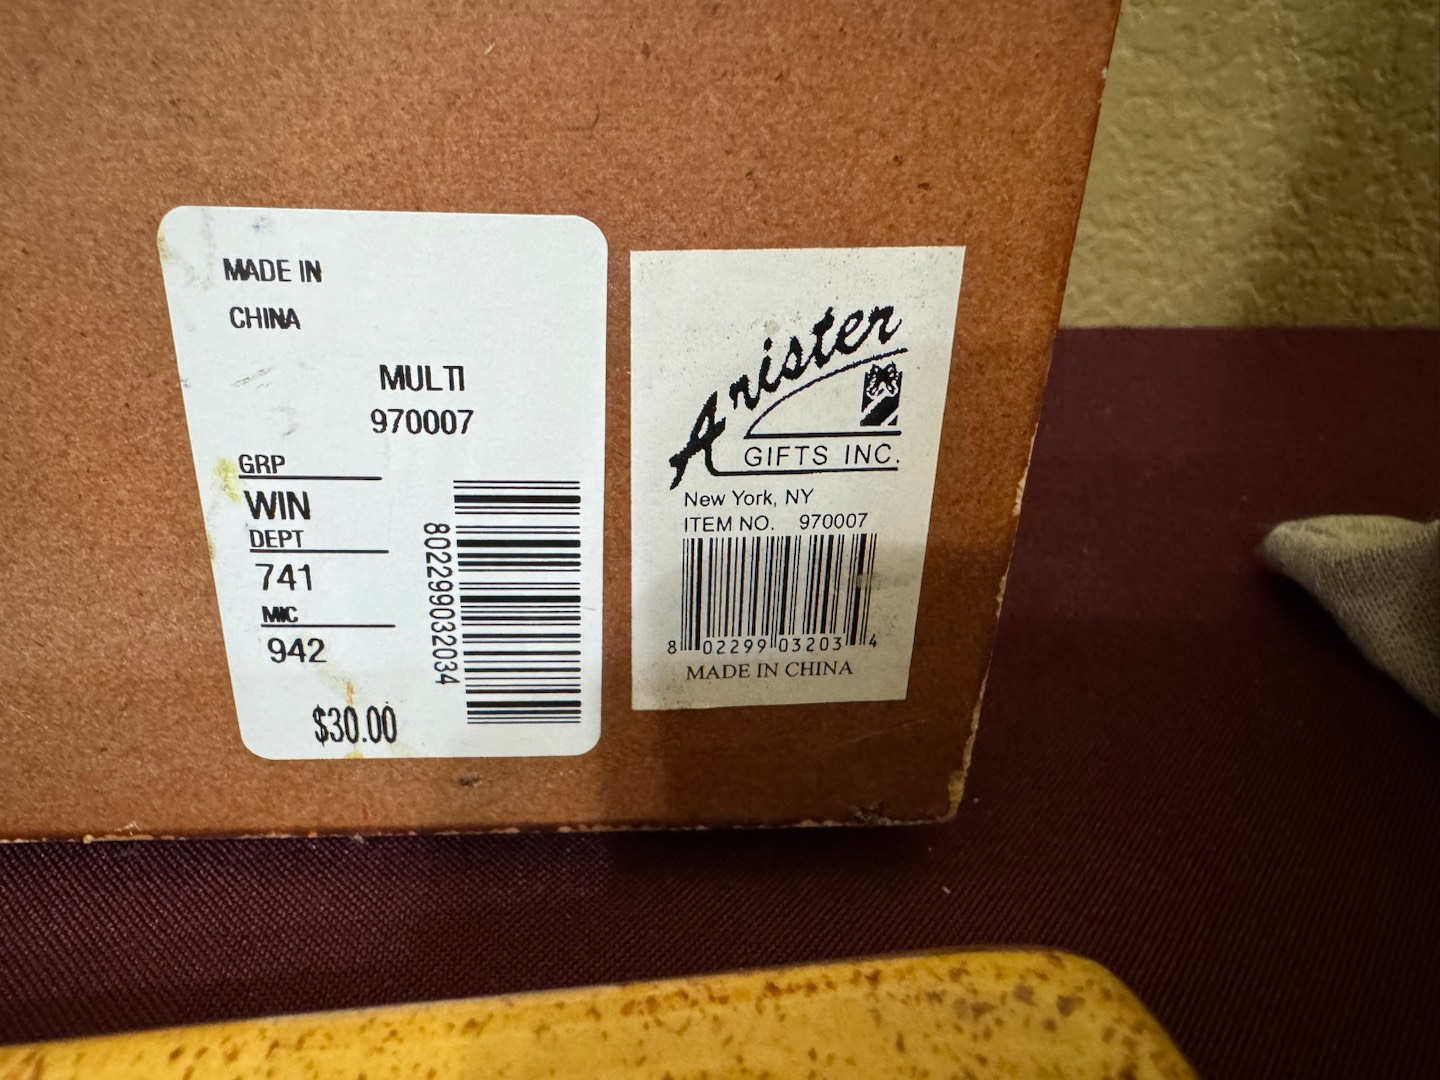 MADE IN
CHINA
MULTI
970007
GRP
WIN
DEPT
741
MIC
942
802299032034
$30.00
Arister
GIFTS INC.
New York, NY
ITEM NO. 970007
8 02299 03203 4
MADE IN CHINA